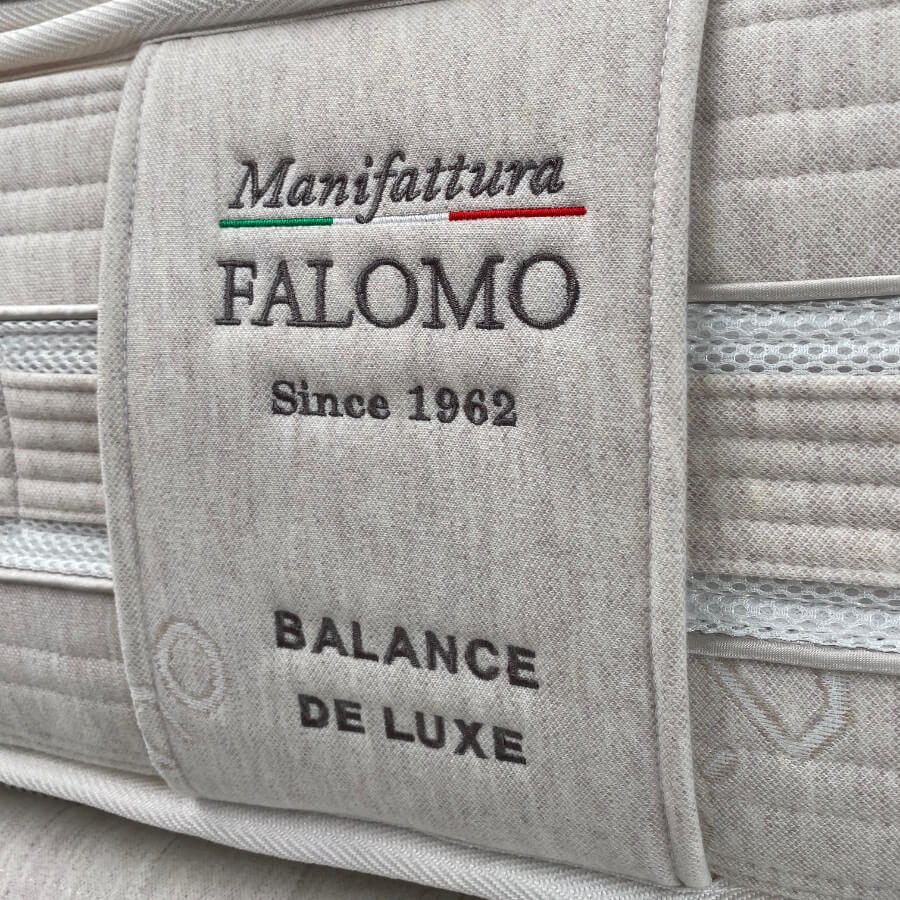 Manifattura
FALOMO
Since 1962
BALANCE
DE LUXE